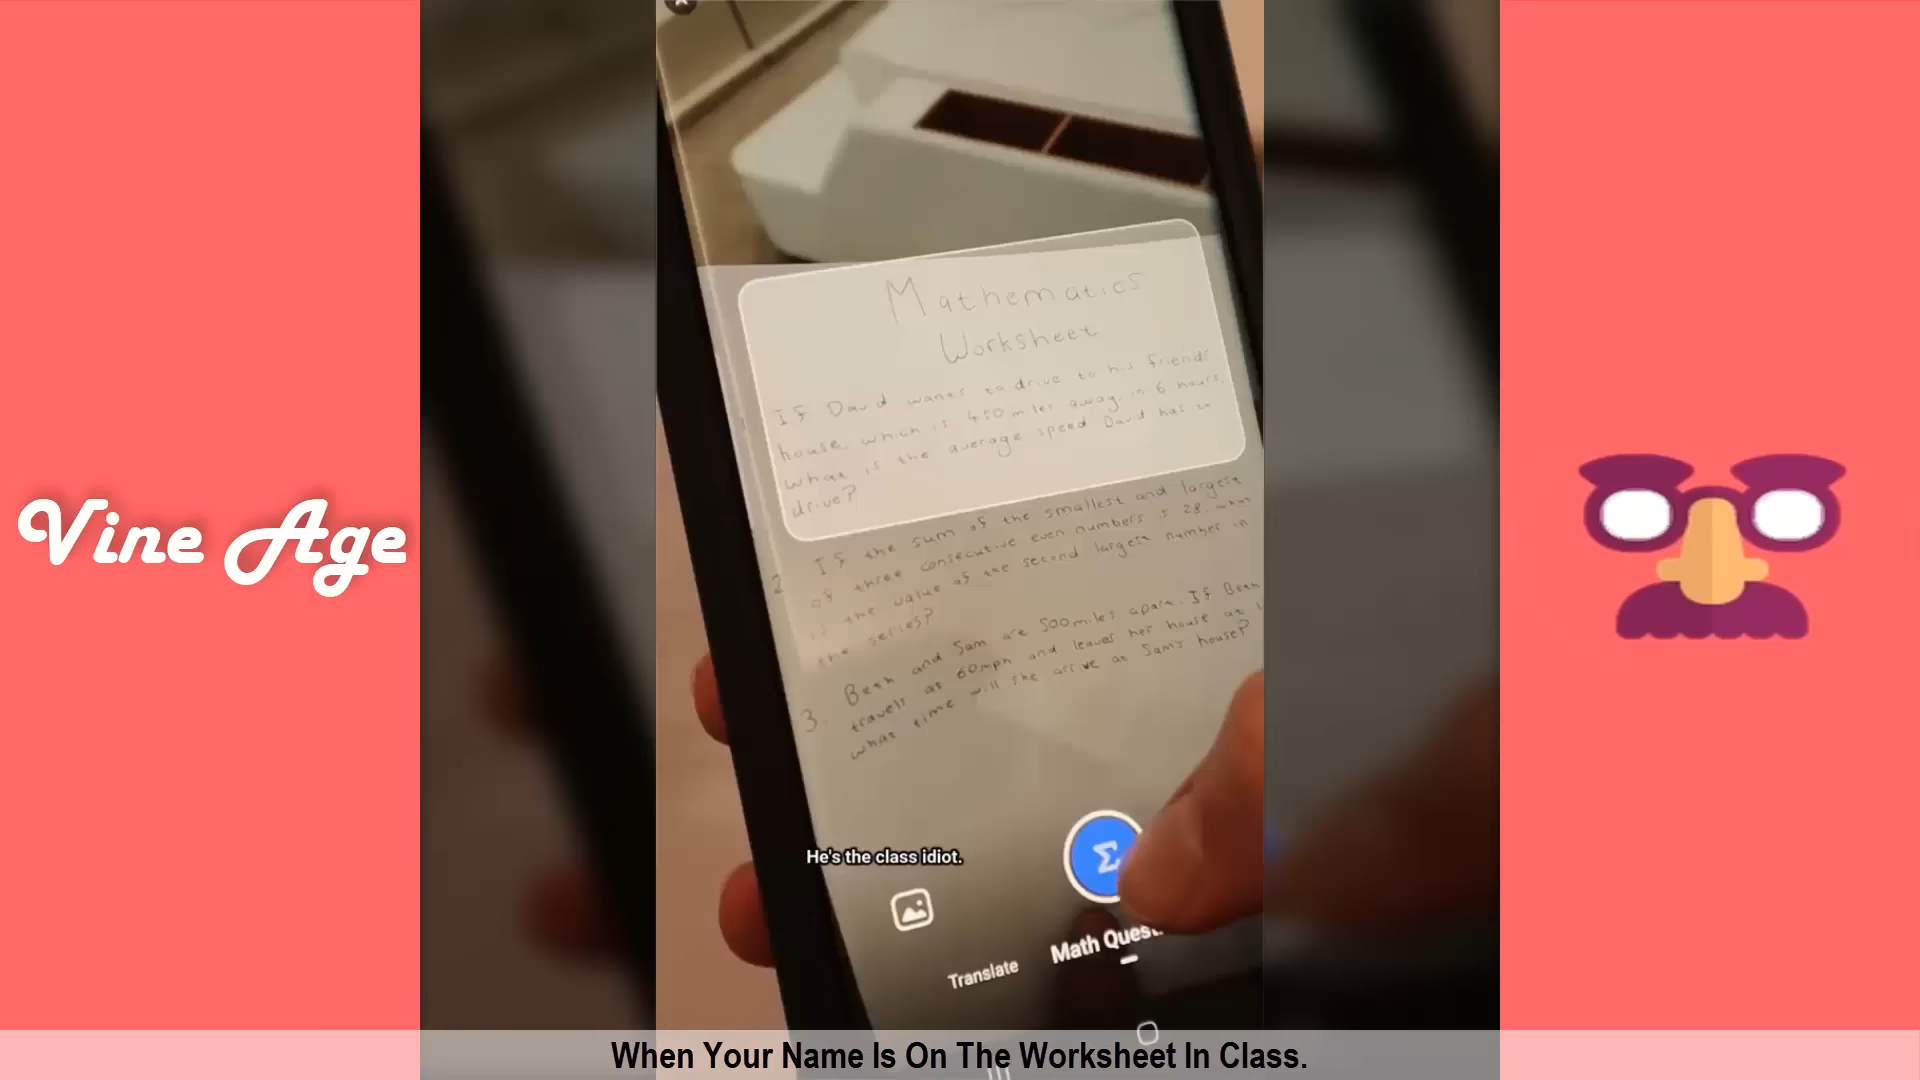 Mathematics
Worksheet
If David wants to drive to his friends
house, which is 450 miles away, in 6 hours,
what is the average speed David has to
drive?
2 If the sum of the smallest and largest
of three consecutive even numbers is 28, what
is the value of the second largest number in
the series?
3. Beth and Sam are 500 miles apart. If Beth
travels at 60mph and leaves her house at 1
what time will she arrive at Sam's house?
He's the class idiot.
Σ
Translate
Math Quest
Vine Age
When Your Name Is On The Worksheet In Class.